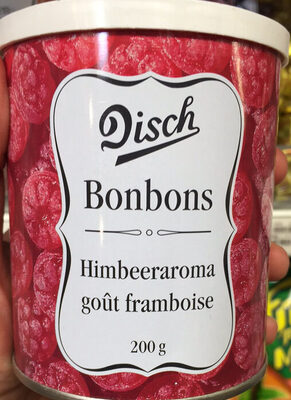 Disch
Bonbons
Himbeeraroma
goût framboise
200 g